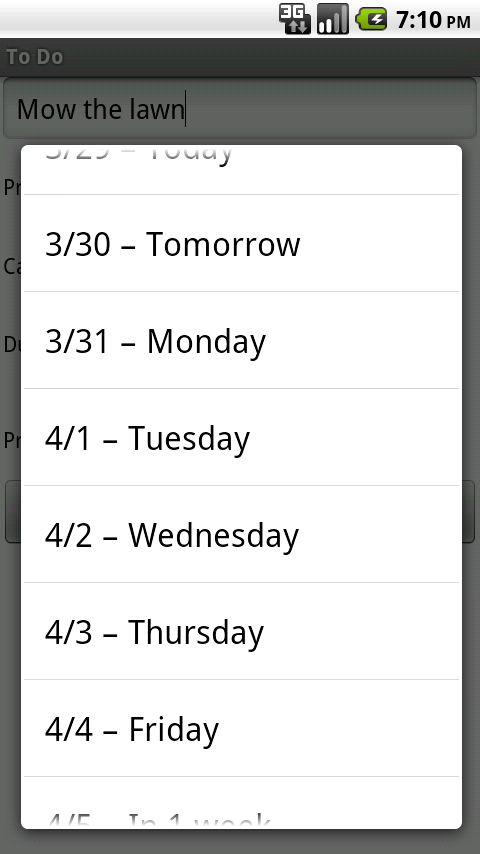 3G 7:10 PM
To Do
Mow the lawn
3/29 – Today
Pr
3/30 – Tomorrow
Ca
3/31 – Monday
Du
4/1 – Tuesday
Pr
4/2 – Wednesday
4/3 – Thursday
4/4 – Friday
4/5 – In 1 week